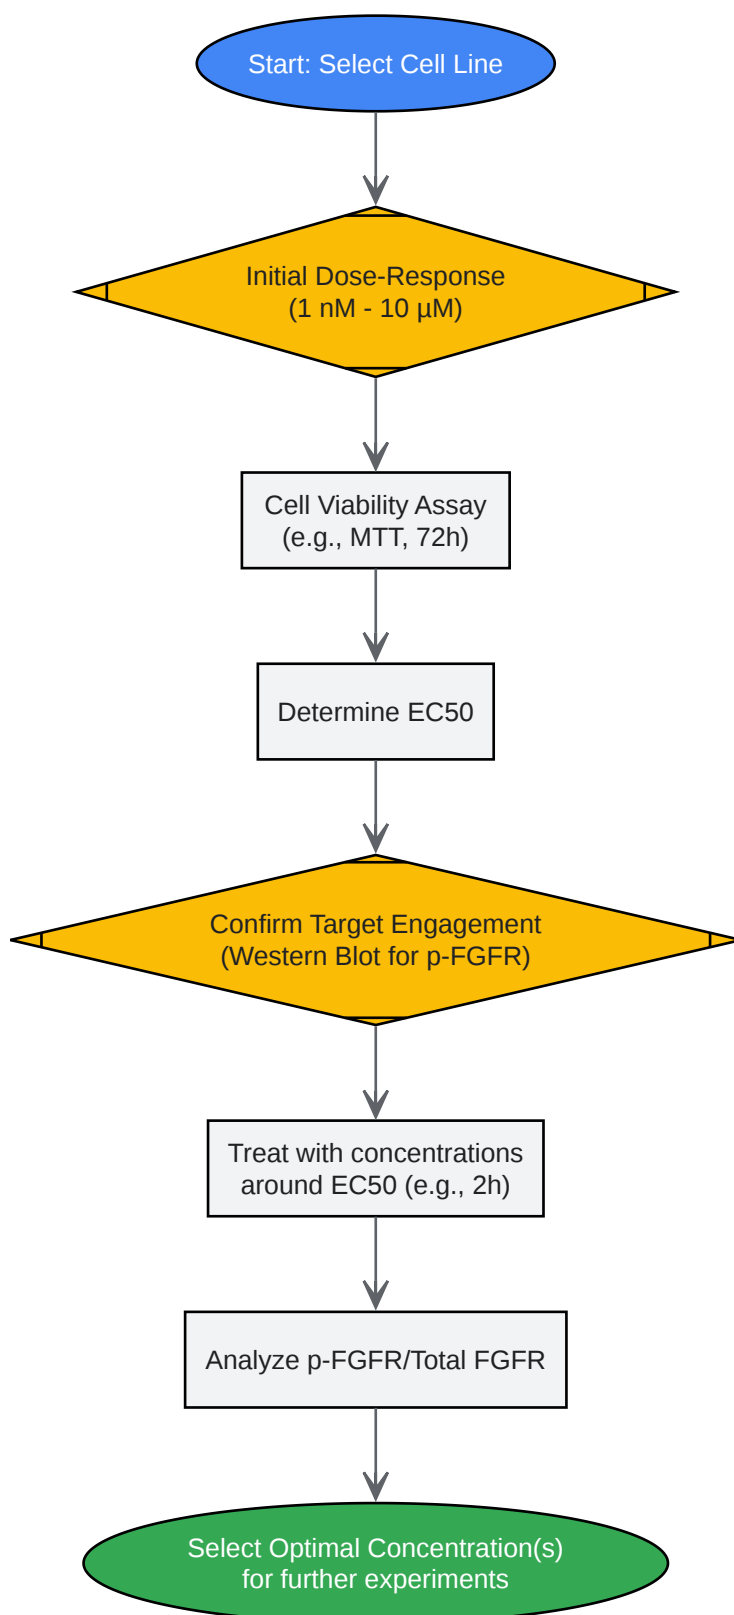 Start: Select Cell Line
Initial Dose-Response
(1 nM - 10 µM)
Cell Viability Assay
(e.g., MTT, 72h)
Determine EC50
Confirm Target Engagement
(Western Blot for p-FGFR)
Treat with concentrations
around EC50 (e.g., 2h)
Analyze p-FGFR/Total FGFR
Select Optimal Concentration(s)
for further experiments